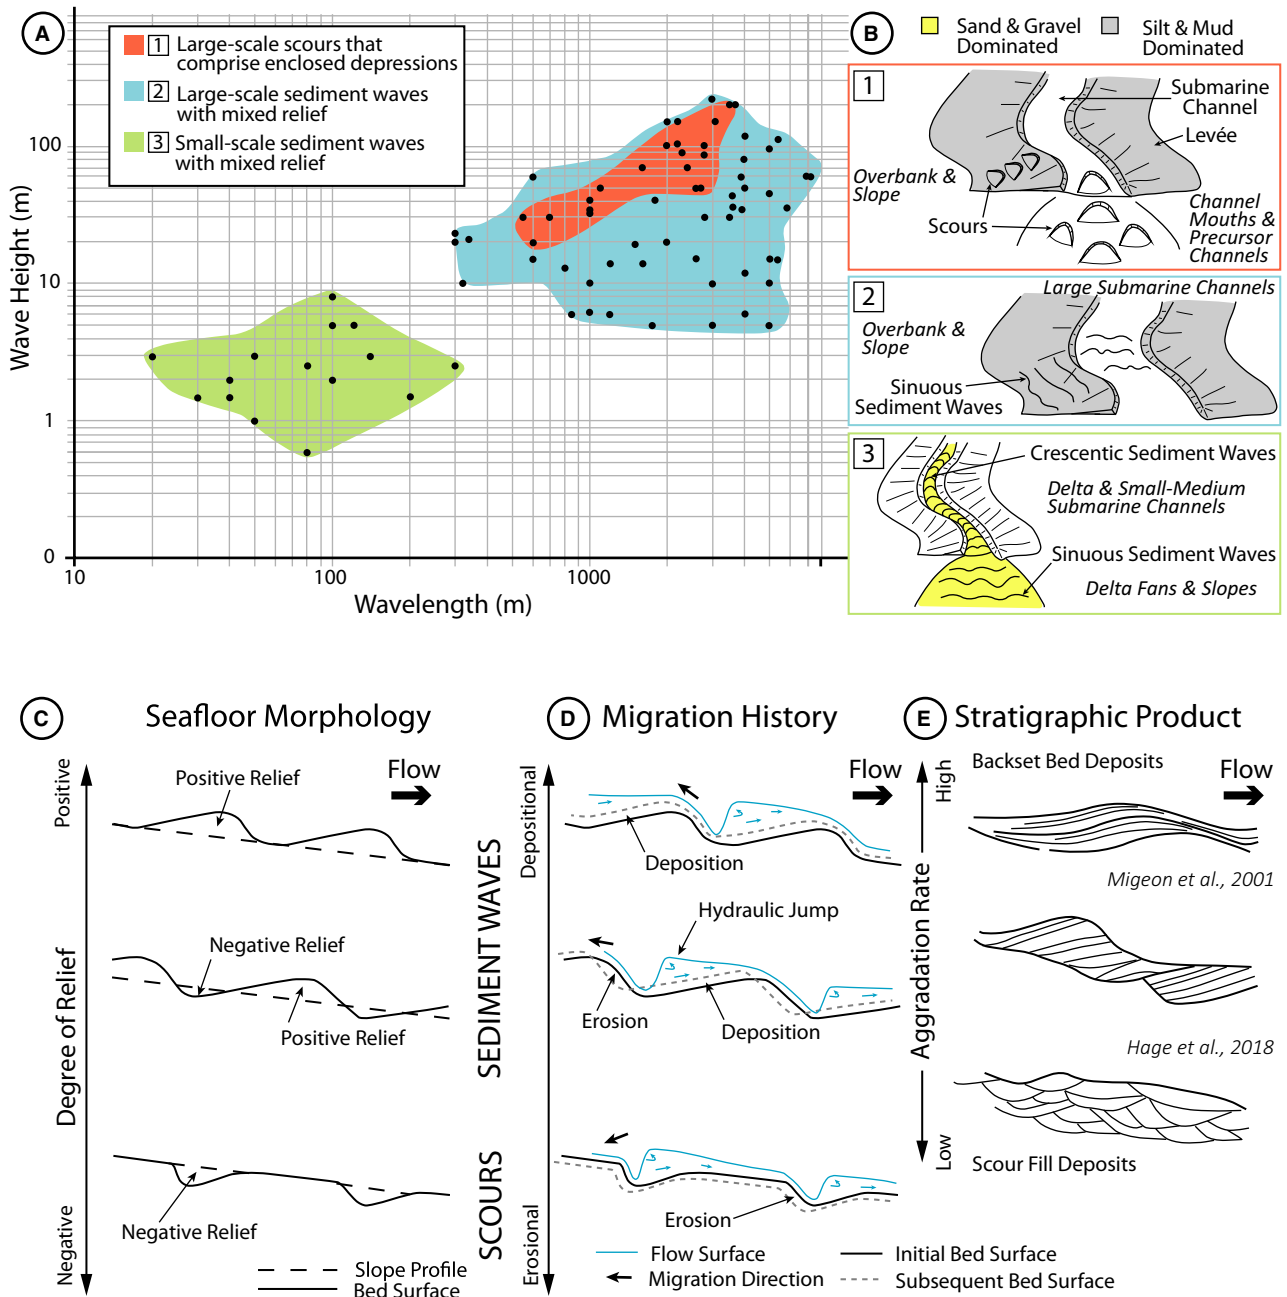 A
1 Large-scale scours that
comprise enclosed depressions
2 Large-scale sediment waves
with mixed relief
3 Small-scale sediment waves
with mixed relief
Wave Height (m)
100
10
1
0
10
100
1000
Wavelength (m)
B
Sand & Gravel
Dominated
Silt & Mud
Dominated
1
Submarine
Channel
Levée
Overbank &
Slope
Scours
Channel
Mouths &
Precursor
Channels
2
Large Submarine Channels
Overbank &
Slope
Sinuous
Sediment Waves
3
Crescentic Sediment Waves
Delta & Small-Medium
Submarine Channels
Sinuous Sediment Waves
Delta Fans & Slopes
C
Seafloor Morphology
Positive
Degree of Relief
Negative
Flow
Positive Relief
Negative Relief
Positive Relief
Negative Relief
Slope Profile
Bed Surface
SEDIMENT WAVES
SCOURS
D
Migration History
Depositional
Erosional
Flow
Deposition
Hydraulic Jump
Erosion
Deposition
Erosion
Flow Surface
Migration Direction
Initial Bed Surface
Subsequent Bed Surface
E
Stratigraphic Product
High
Aggradation Rate
Low
Backset Bed Deposits
Flow
Migeon et al., 2001
Hage et al., 2018
Scour Fill Deposits